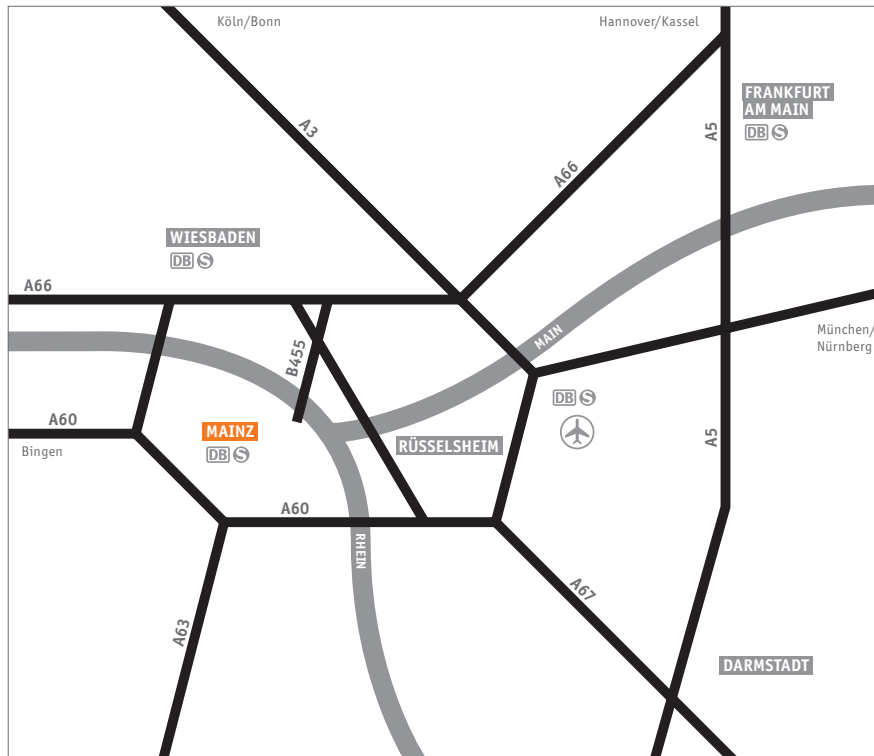 Köln/Bonn
Hannover/Kassel
FRANKFURT
AM MAIN
DB S
A3
A5
A66
WIESBADEN
DB S
A66
MAIN
München/
Nürnberg
B455
DB S
A60
Bingen
MAINZ
DB S
RÜSSELSHEIM
A5
A60
RHEIN
A67
A63
DARMSTADT